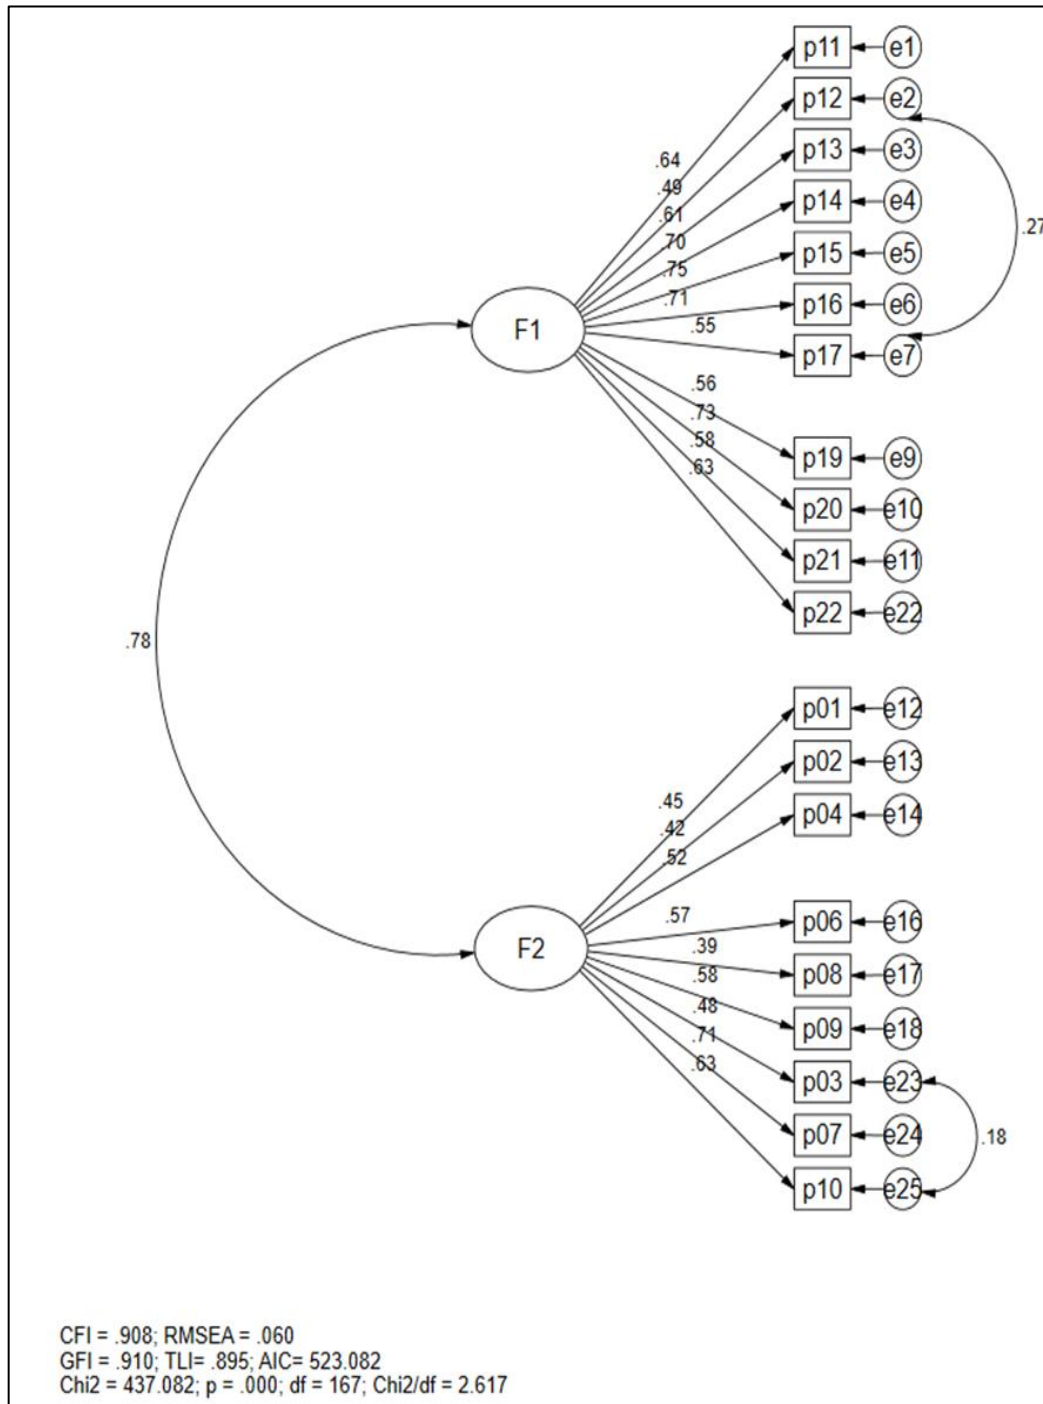 p11 e1
p12 e2
p13 e3
.64
p14 e4
.49
.61
.27
.70
p15 e5
.75
.71
p16 e6
.55
F1
p17 e7
.56
.73
.58
p19 e9
.63
p20 e10
p21 e11
p22 e22
.78
p01 e12
p02 e13
.45
p04 e14
.42
.52
.57
p06 e16
.39
F2
.58
p08 e17
.48
p09 e18
.71
.63
p03 e23
p07 e24
.18
p10 e25
CFI = .908; RMSEA = .060
GFI = .910; TLI= .895; AIC= 523.082
Chi2 = 437.082; p = .000; df = 167; Chi2/df = 2.617